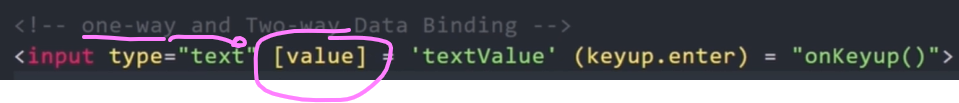 <!-- one-way and Two-way Data Binding -->
<input type="text" [value] = 'textValue' (keyup.enter) = "onKeyup()">